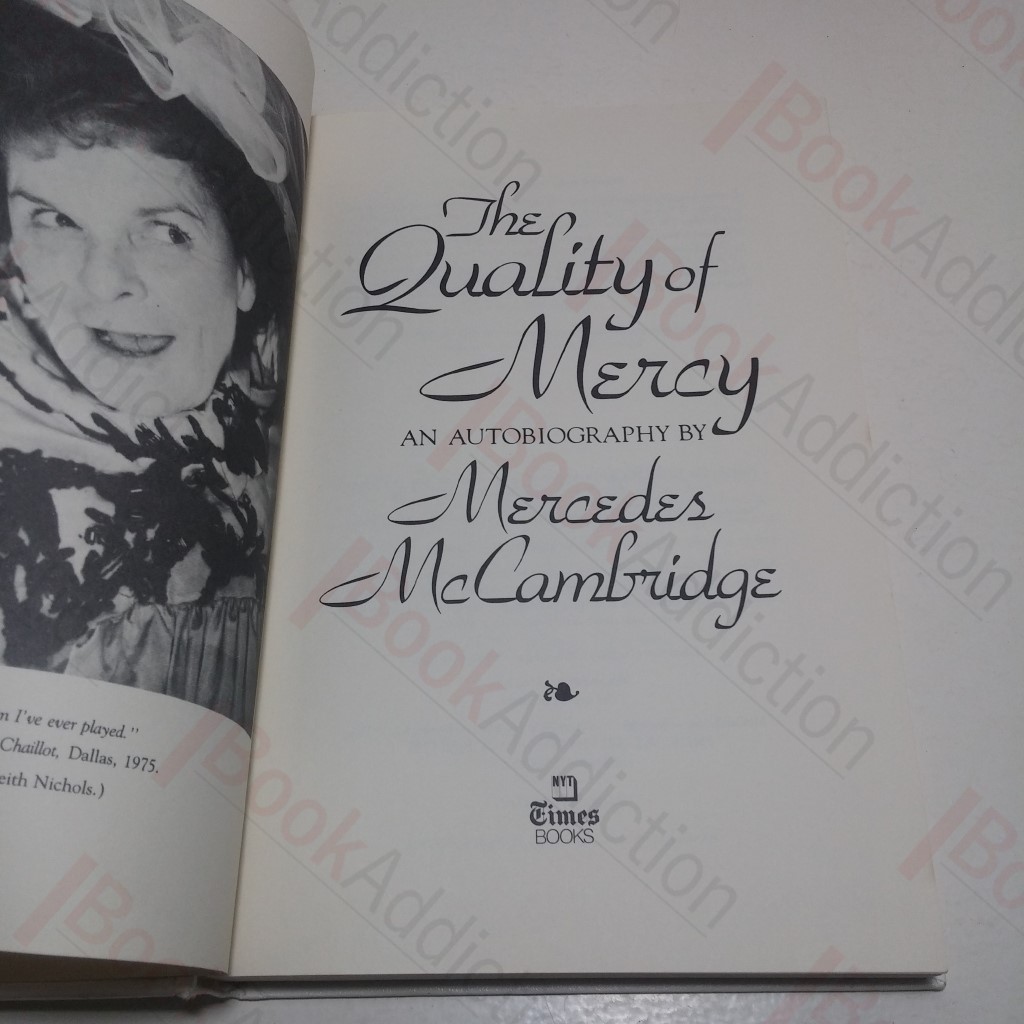 n I've ever played."
Chaillot, Dallas, 1975.
eith Nichols.)
The
Quality of
Mercy
AN AUTOBIOGRAPHY BY
Mercedes
McCambridge
NYT
Times
BOOKS
BookAddiction